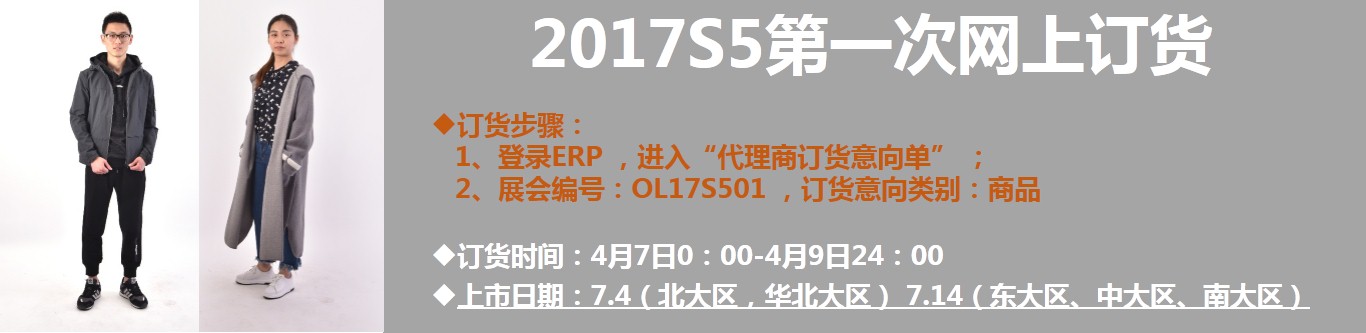 2017S5第一次网上订货
◆订货步骤：
1、登录ERP ，进入“代理商订货意向单” ；
2、展会编号：OL17S501 ，订货意向类别：商品
◆订货时间：4月7日0：00-4月9日24：00
◆上市日期：7.4（北大区，华北大区） 7.14（东大区、中大区、南大区）